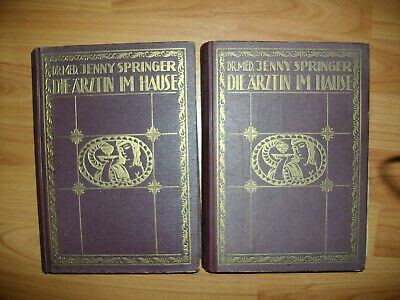 DR. MED. JENNY SPRINGER
DIE ÄRZTIN IM HAUSE
DR. MED. JENNY SPRINGER
DIE ÄRZTIN IM HAUSE